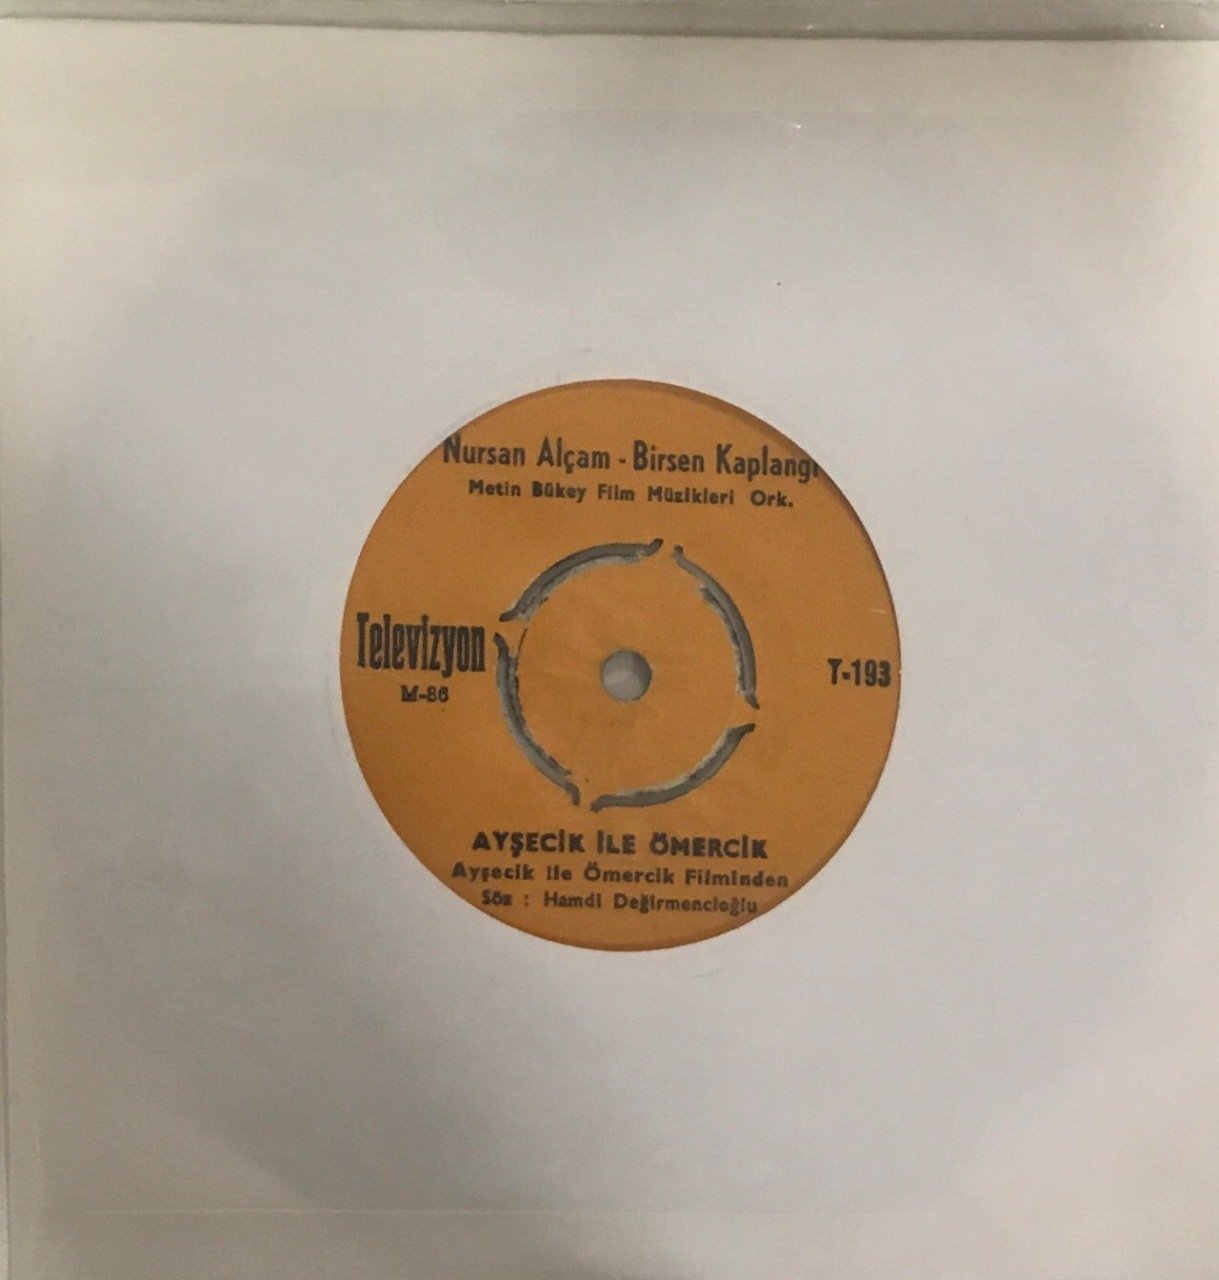 Nursan Alçam - Birsen Kaplangı
Metin Bükey Film Müzikleri Ork.
Televizyon
M-86
T-193
AYŞECİK İLE ÖMERCİK
Ayşecik ile Ömercik Filminden
Söz : Hamdi Değirmencioğlu